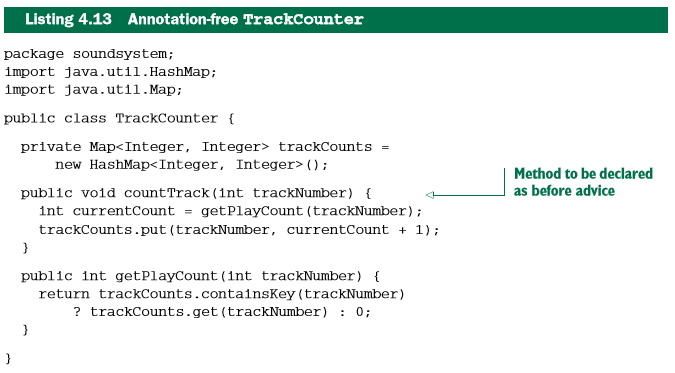 Listing 4.13 Annotation-free TrackCounter
package soundsystem;
import java.util.HashMap;
import java.util.Map;
public class TrackCounter {
private Map<Integer, Integer> trackCounts =
new HashMap<Integer, Integer>();
public void countTrack(int trackNumber) {
int currentCount = getPlayCount(trackNumber);
trackCounts.put(trackNumber, currentCount + 1);
}
Method to be declared
as before advice
public int getPlayCount(int trackNumber) {
return trackCounts.containsKey(trackNumber)
? trackCounts.get(trackNumber) : 0;
}
}